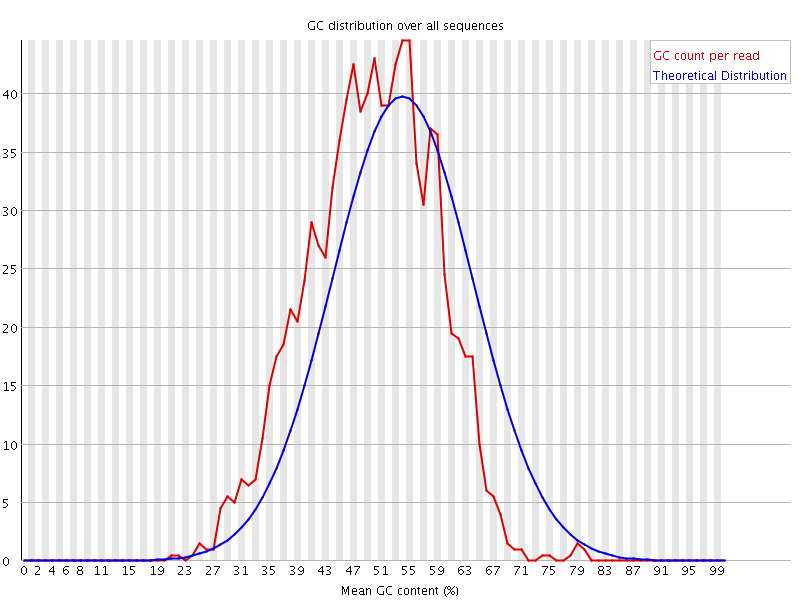 GC distribution over all sequences
GC count per read
Theoretical Distribution
40
35
30
25
20
15
10
5
0
0 2 4 6 8 11 15 19 23 27 31 35 39 43 47 51 55 59 63 67 71 75 79 83 87 91 95 99
Mean GC content (%)